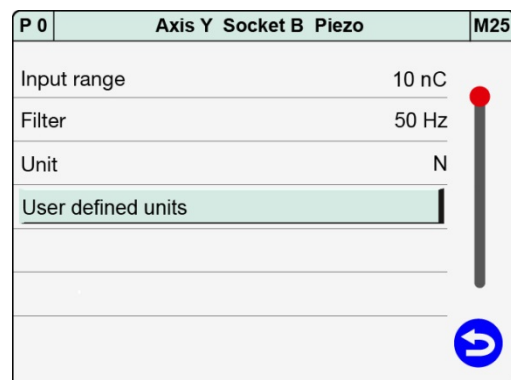 P 0 Axis Y Socket B Piezo M25
Input range 10 nC
Filter 50 Hz
Unit N
User defined units